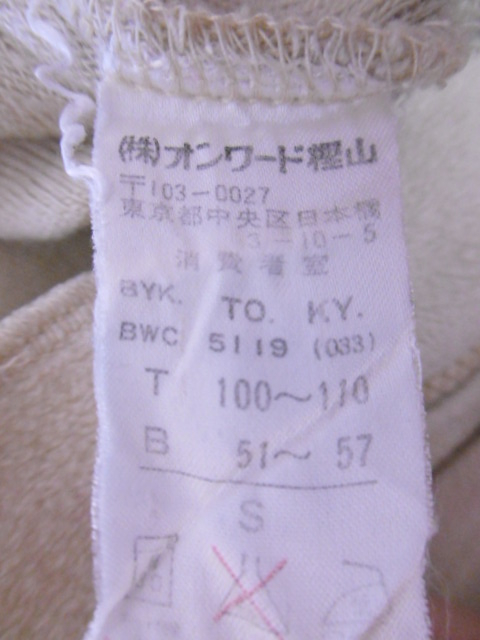 (株)オンワード樫山
〒103-0027
東京都中央区日本橋
3-10-5
消費者室
BYK. TO. KY.
BWC 5119 (033)
T 100〜110
B 51〜57
S